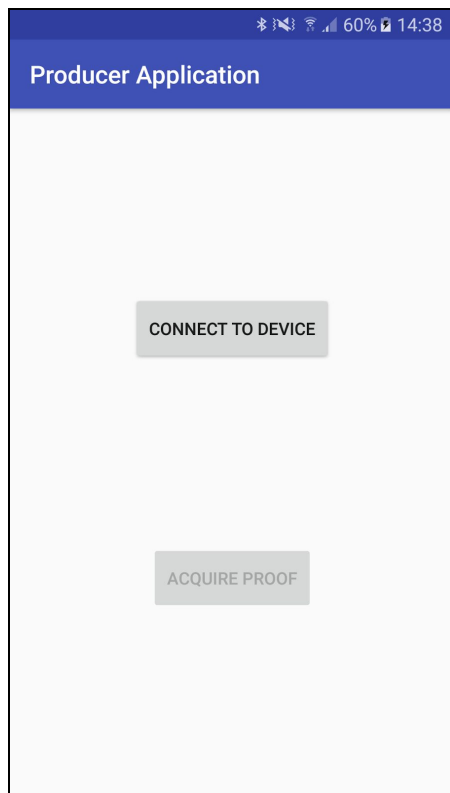 60% 14:38
Producer Application
CONNECT TO DEVICE
ACQUIRE PROOF